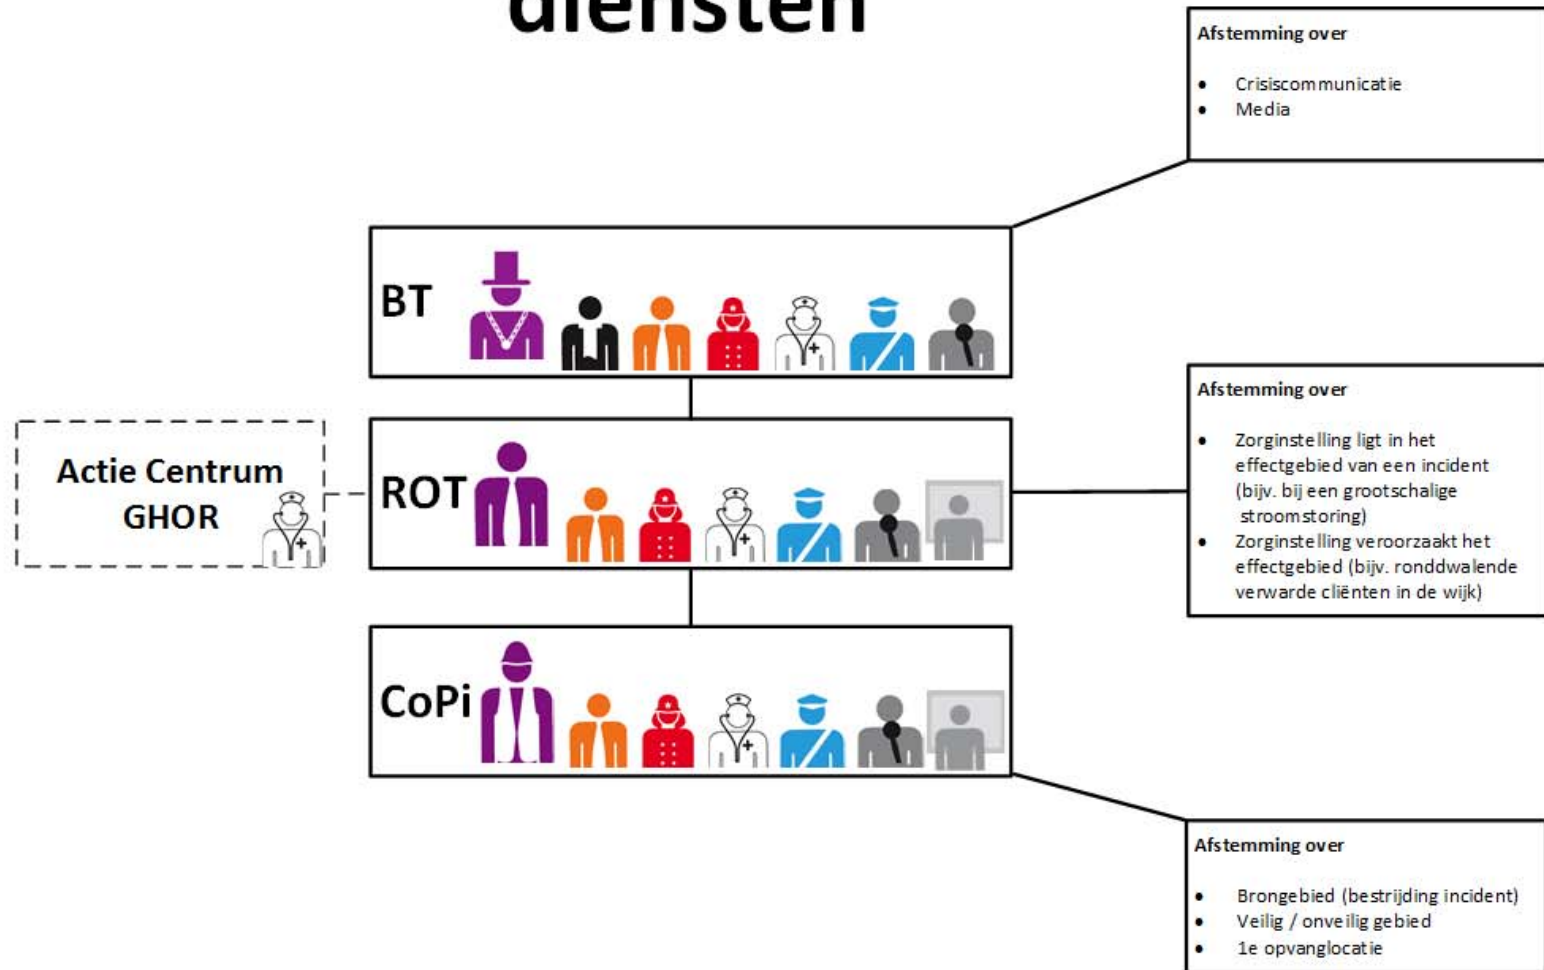 diensten
Afstemming over
• Crisiscommunicatie
• Media
BT
Actie Centrum
GHOR
ROT
Afstemming over
• Zorginstelling ligt in het
effectgebied van een incident
(bijv. bij een grootschalige
stroomstoring)
• Zorginstelling veroorzaakt het
effectgebied (bijv. ronddwalende
verwarde cliënten in de wijk)
CoPi
Afstemming over
• Brongebied (bestrijding incident)
• Veilig / onveilig gebied
• 1e opvanglocatie